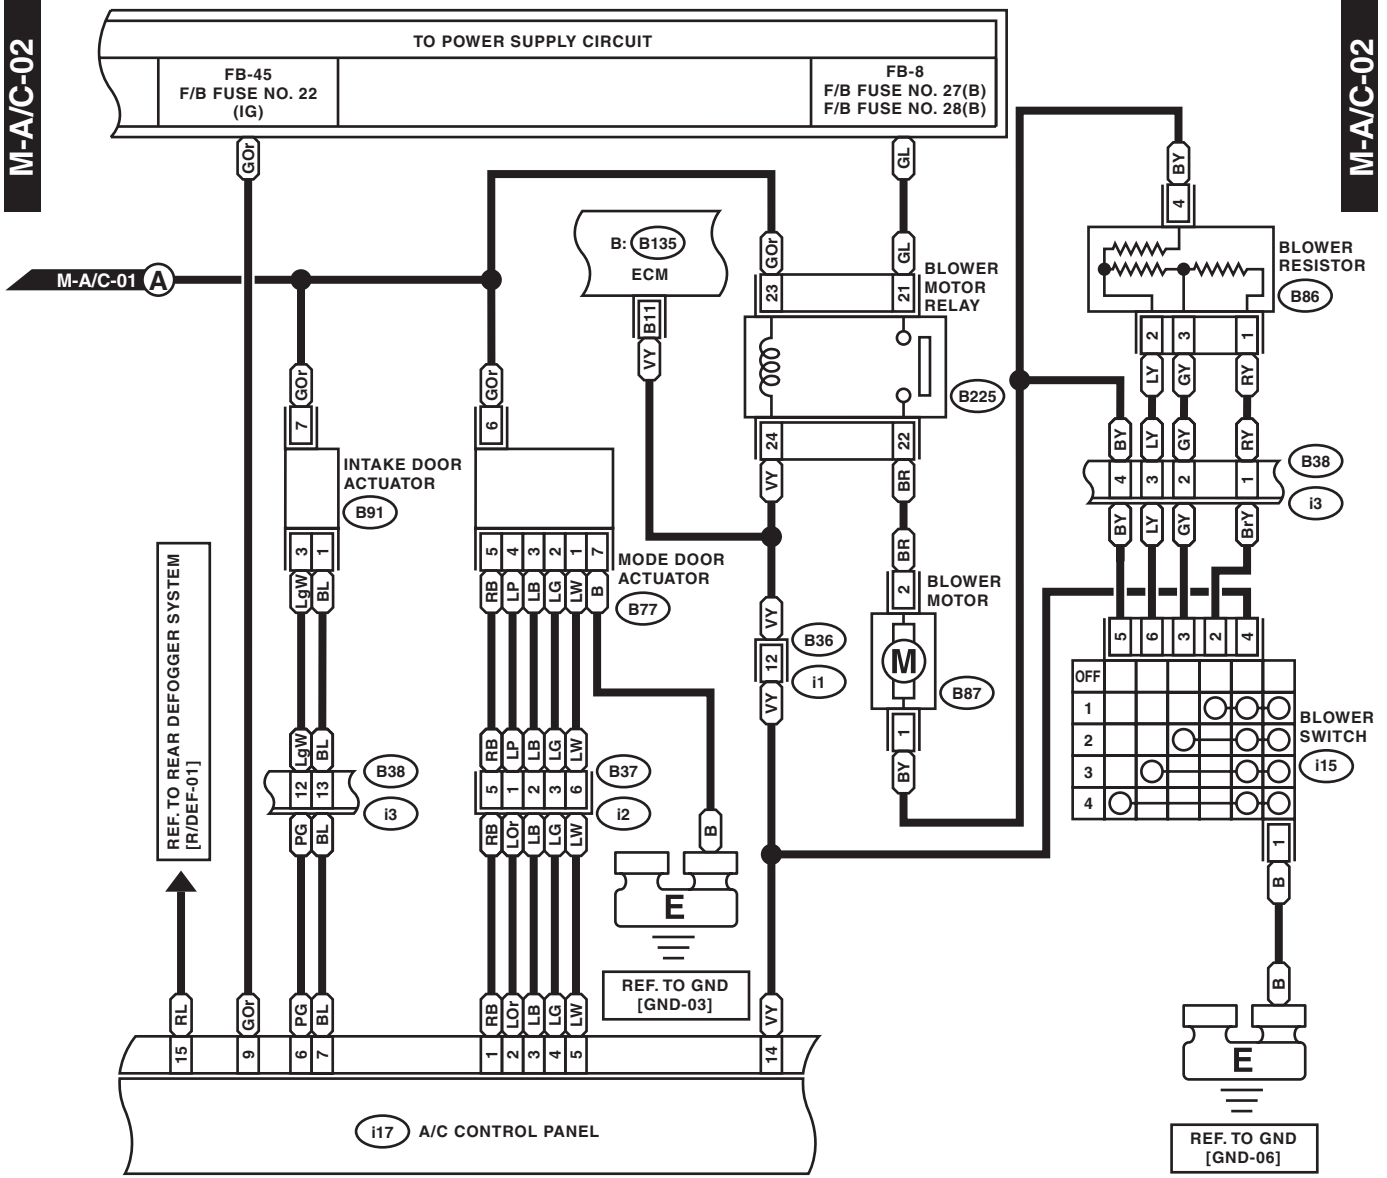 M-A/C-02
M-A/C-02
TO POWER SUPPLY CIRCUIT
FB-45
F/B FUSE NO. 22
(IG)
FB-8
F/B FUSE NO. 27(B)
F/B FUSE NO. 28(B)
GOr
GL
BY
4
B: B135
ECM
B11
VY
GOr
GL
23
21
BLOWER
MOTOR
RELAY
B225
24
22
VY
BR
BLOWER
RESISTOR
B86
2
3
1
LY
GY
RY
M-A/C-01
A
GOr
7
GOr
6
INTAKE DOOR
ACTUATOR
B91
3
1
LgW
BL
5
4
3
2
1
7
RB
LP
LB
LG
LW
B
MODE DOOR
ACTUATOR
B77
BY
LY
GY
RY
4
3
2
1
B38
i3
BY
LY
GY
BrY
BR
2
BLOWER
MOTOR
M
B87
1
BY
VY
12
VY
B36
i1
5
6
3
2
4
OFF
1
2
3
4
BLOWER
SWITCH
i15
1
B
B
E
REF. TO GND
[GND-06]
REF. TO REAR DEFOGGER SYSTEM
[R/DEF-01]
LgW
BL
12
13
B38
i3
PG
BL
RB
LP
LB
LG
LW
5
1
2
3
6
B37
i2
RB
LOr
LB
LG
LW
B
E
REF. TO GND
[GND-03]
RL
GOr
PG
BL
RB
LOr
LB
LG
LW
VY
15
9
6
7
1
2
3
4
5
14
i17 A/C CONTROL PANEL